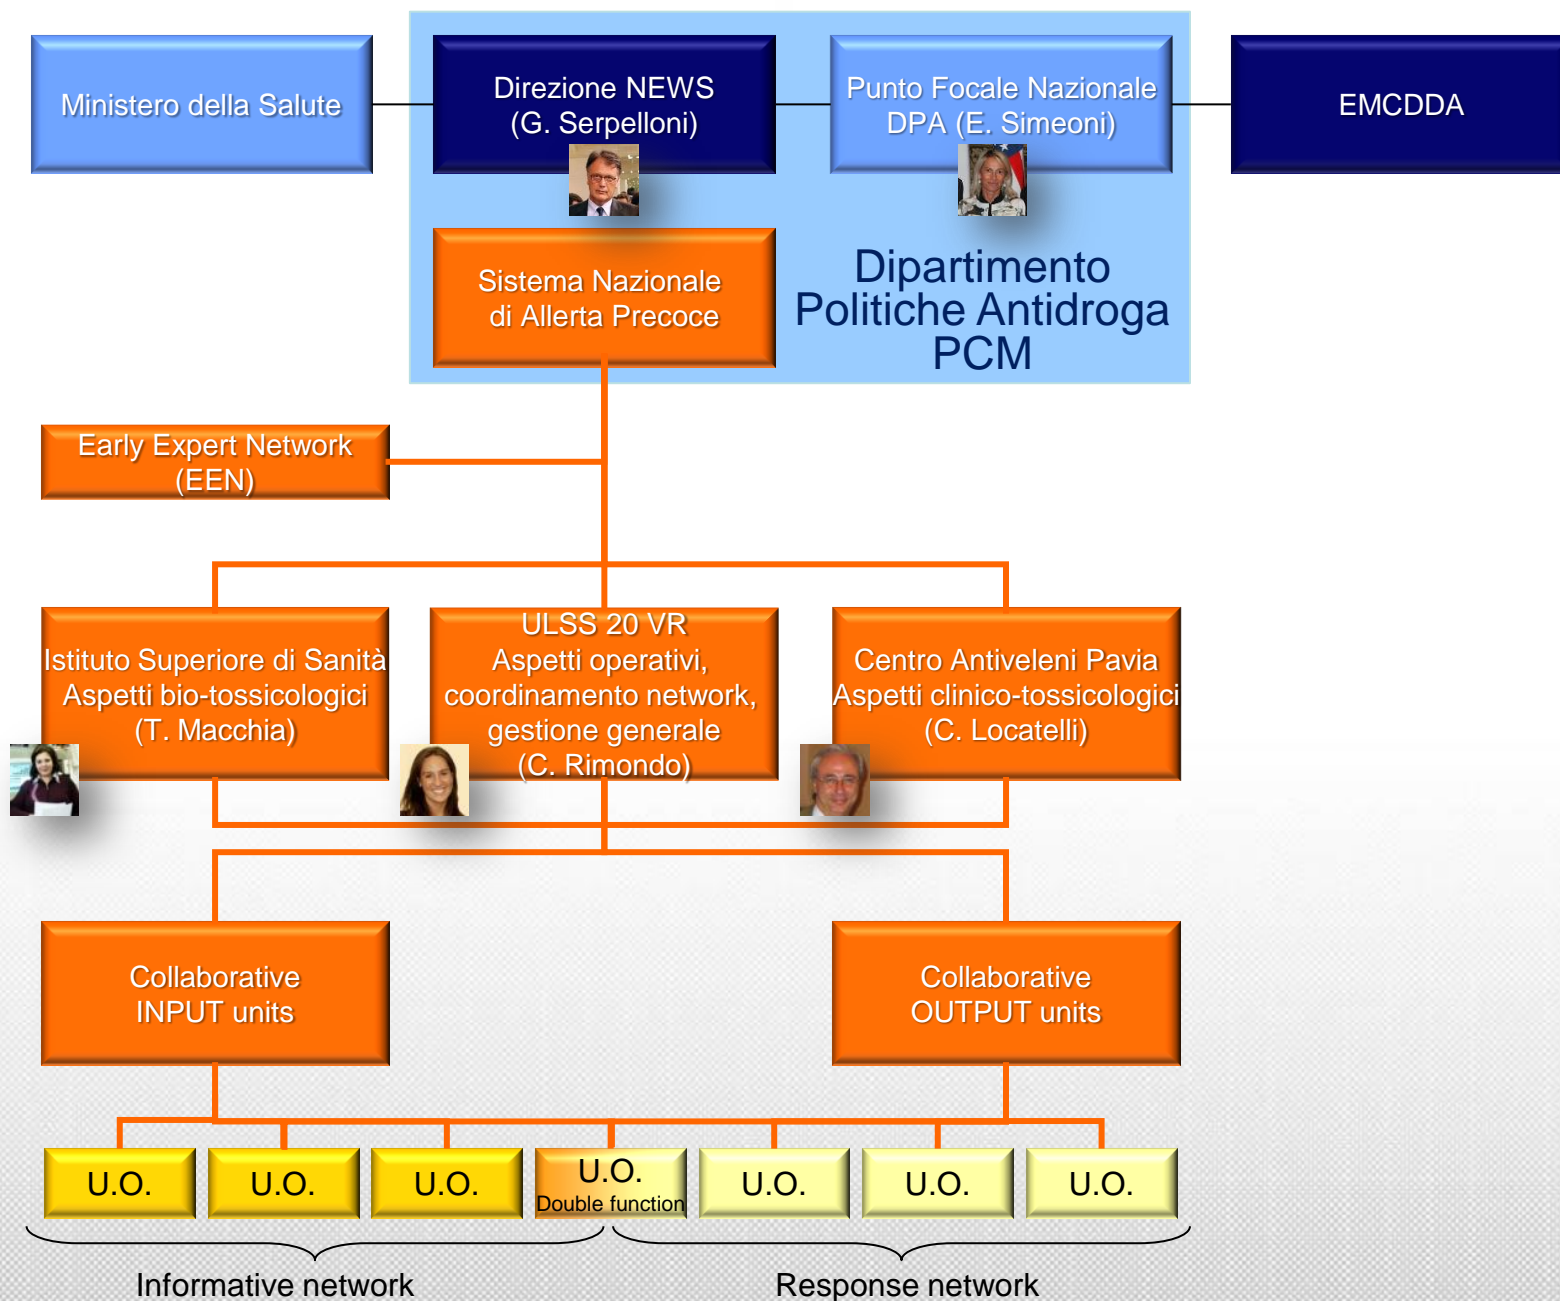 Ministero della Salute
Direzione NEWS
(G. Serpelloni)
Punto Focale Nazionale
DPA (E. Simeoni)
EMCDDA
Sistema Nazionale
di Allerta Precoce
Dipartimento
Politiche Antidroga
PCM
Early Expert Network
(EEN)
Istituto Superiore di Sanità
Aspetti bio-tossicologici
(T. Macchia)
ULSS 20 VR
Aspetti operativi,
coordinamento network,
gestione generale
(C. Rimondo)
Centro Antiveleni Pavia
Aspetti clinico-tossicologici
(C. Locatelli)
Collaborative
INPUT units
Collaborative
OUTPUT units
U.O.
U.O.
U.O.
U.O.
Double function
U.O.
U.O.
U.O.
Informative network
Response network